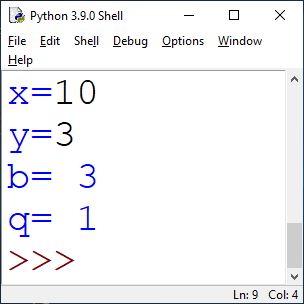 Python 3.9.0 Shell
File Edit Shell Debug Options Window
Help
x=10
y=3
b= 3
q= 1
>>>
Ln: 9 Col: 4